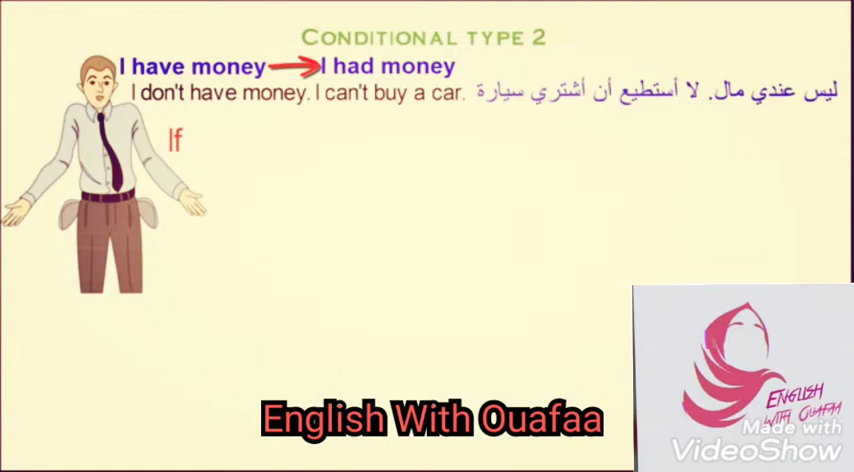 CONDITIONAL TYPE 2
I have money I had money
I don't have money. I can't buy a car. ليس عندي مال. لا أستطيع أن أشتري سيارة
If
English With Ouafaa
ENGLISH
WITH OUAFAA
Made with
VideoShow